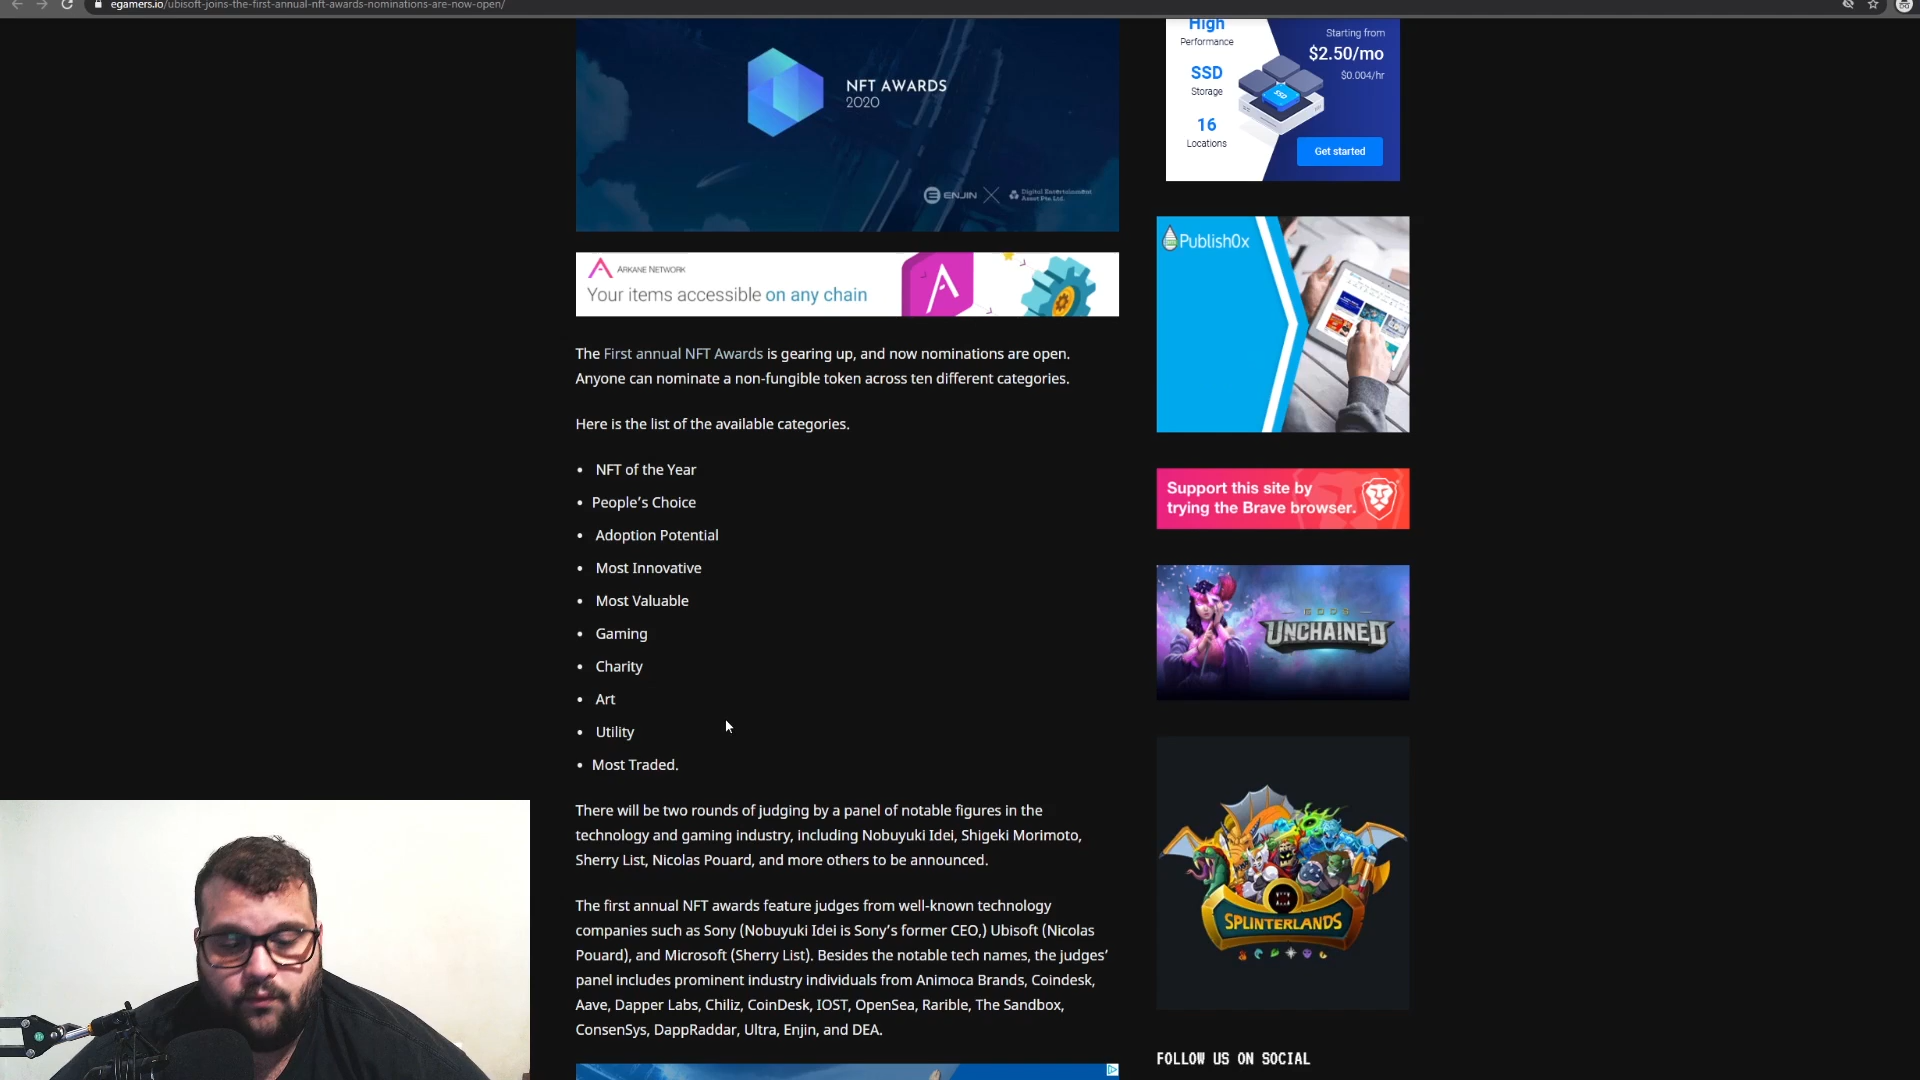 egamers.io/ubisoft-joins-the-first-annual-nft-awards-nominations-are-now-open/
NFT AWARDS
2020
ENJIN
Digital Entertainment
Asset Pte. Ltd.
ARKANE NETWORK
Your items accessible on any chain
The First annual NFT Awards is gearing up, and now nominations are open.
Anyone can nominate a non-fungible token across ten different categories.
Here is the list of the available categories.
• NFT of the Year
• People’s Choice
• Adoption Potential
• Most Innovative
• Most Valuable
• Gaming
• Charity
• Art
• Utility
• Most Traded.
There will be two rounds of judging by a panel of notable figures in the
technology and gaming industry, including Nobuyuki Idei, Shigeki Morimoto,
Sherry List, Nicolas Pouard, and more others to be announced.
The first annual NFT awards feature judges from well-known technology
companies such as Sony (Nobuyuki Idei is Sony’s former CEO,) Ubisoft (Nicolas
Pouard), and Microsoft (Sherry List). Besides the notable tech names, the judges’
panel includes prominent industry individuals from Animoca Brands, Coindesk,
Aave, Dapper Labs, Chiliz, CoinDesk, IOST, OpenSea, Rarible, The Sandbox,
ConsenSys, DappRaddar, Ultra, Enjin, and DEA.
High
Performance
SSD
Storage
16
Locations
Starting from
$2.50/mo
$0.004/hr
SSD
Get started
Publish0x
Support this site by
trying the Brave browser.
GODS
UNCHAINED
SPLINTERLANDS
FOLLOW US ON SOCIAL